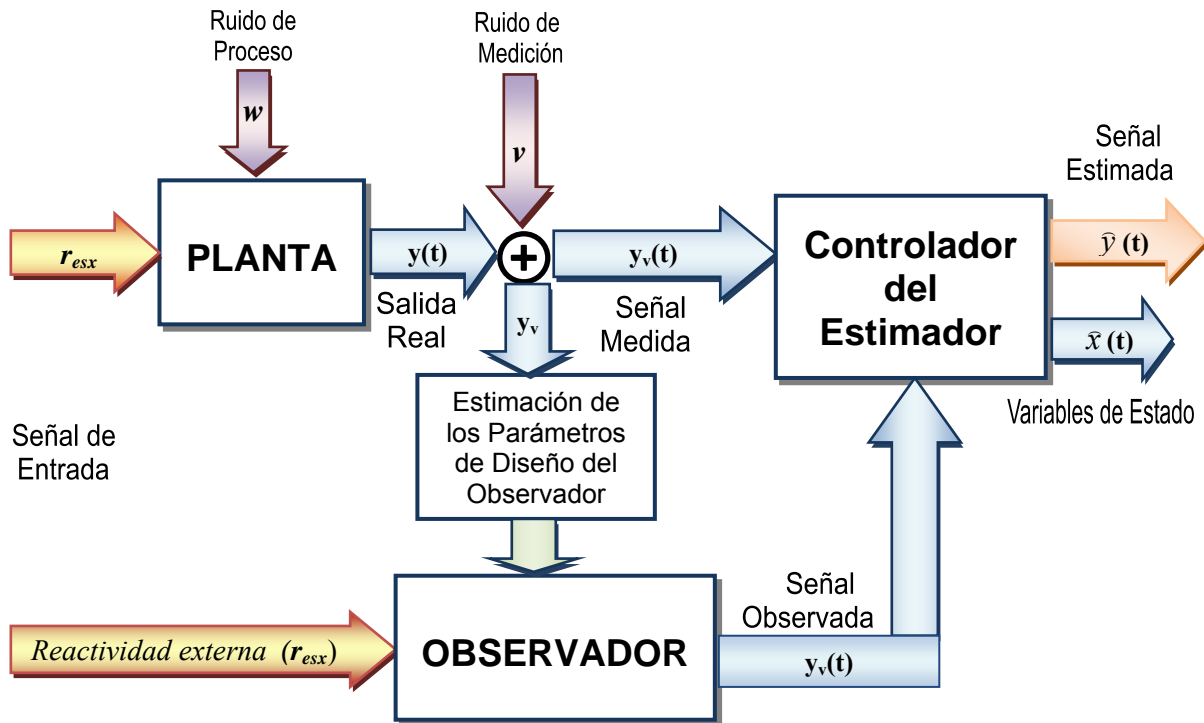 Ruido de
Proceso
Ruido de
Medición
w
v
Señal
Estimada
r_esx
PLANTA
y(t)
+
y_v(t)
Controlador
del
Estimador
ŷ (t)
Salida
Real
y_v
Señal
Medida
x̂ (t)
Variables de Estado
Estimación de
los Parámetros
de Diseño del
Observador
Señal de
Entrada
Señal
Observada
Reactividad externa (r_esx)
OBSERVADOR
y_v(t)